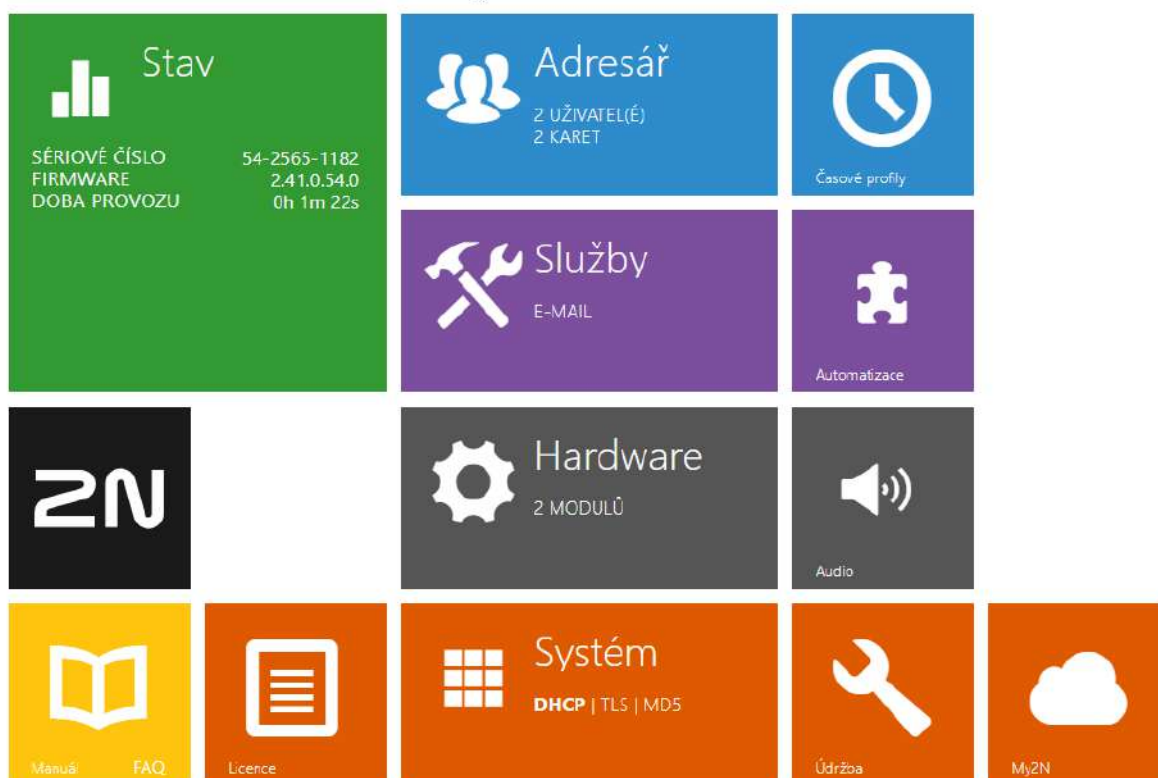 Stav
SÉRIOVÉ ČÍSLO 54-2565-1182
FIRMWARE 2.41.0.54.0
DOBA PROVOZU 0h 1m 22s
Adresář
2 UŽIVATEL(É)
2 KARET
Časové profily
Služby
E-MAIL
Automatizace
2N
Hardware
2 MODULŮ
Audio
Manuál FAQ
Licence
Systém
DHCP | TLS | MD5
Údržba
My2N